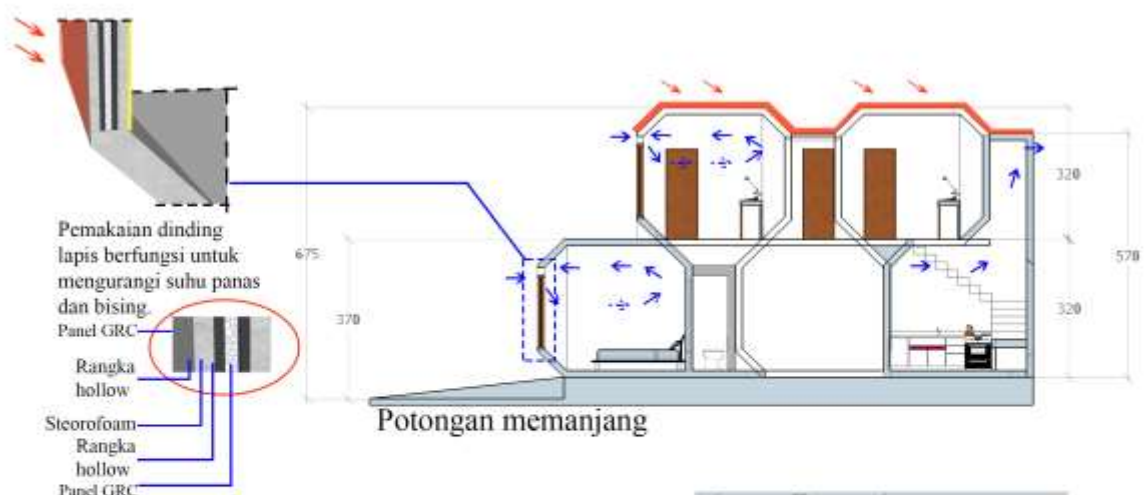 Pemakaian dinding
lapis berfungsi untuk
mengurangi suhu panas
dan bising.
Panel GRC
Rangka
hollow
Steorofoam
Rangka
hollow
Panel GRC
675
370
320
320
570
Potongan memanjang